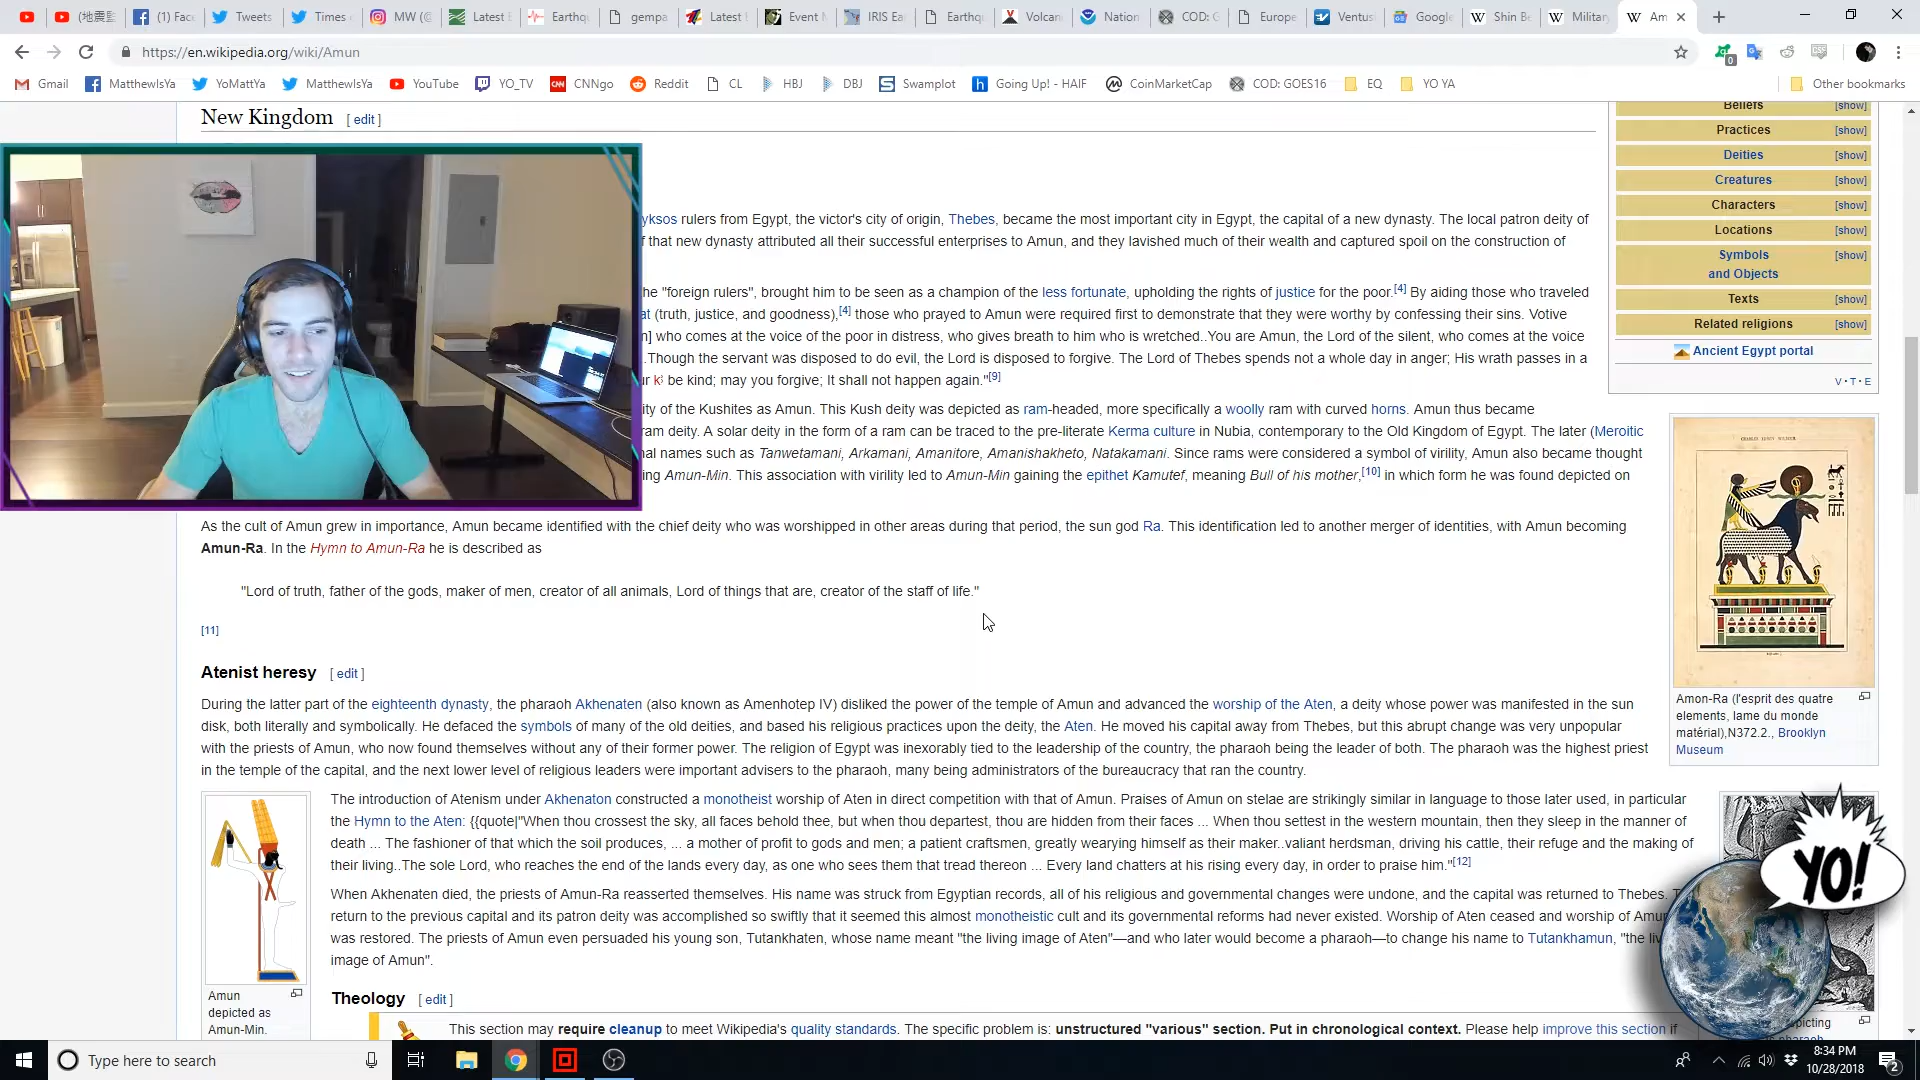 (地震監
(1) Fac
Tweets
Times
MW (@
Latest E
Earthqu
gempa
Latest
Event M
IRIS Ea
Earthqu
Volcan
Nation
COD: G
Europe
Ventus
Google
Shin Be
Military
Am
https://en.wikipedia.org/wiki/Amun
0
Gmail
MatthewIsYa
YoMattYa
MatthewIsYa
YouTube
YO_TV
CNNgo
Reddit
CL
HBJ
DBJ
Swamplot
Going Up! - HAIF
CoinMarketCap
COD: GOES16
EQ
YO YA
Other bookmarks
New Kingdom [ edit ]
yksos rulers from Egypt, the victor's city of origin, Thebes, became the most important city in Egypt, the capital of a new dynasty. The local patron deity of
f that new dynasty attributed all their successful enterprises to Amun, and they lavished much of their wealth and captured spoil on the construction of
he "foreign rulers", brought him to be seen as a champion of the less fortunate, upholding the rights of justice for the poor.[4] By aiding those who traveled
at (truth, justice, and goodness),[4] those who prayed to Amun were required first to demonstrate that they were worthy by confessing their sins. Votive
n] who comes at the voice of the poor in distress, who gives breath to him who is wretched..You are Amun, the Lord of the silent, who comes at the voice
.Though the servant was disposed to do evil, the Lord is disposed to forgive. The Lord of Thebes spends not a whole day in anger; His wrath passes in a
be kind; may you forgive; It shall not happen again."[9]
ity of the Kushites as Amun. This Kush deity was depicted as ram-headed, more specifically a woolly ram with curved horns. Amun thus became
ram deity. A solar deity in the form of a ram can be traced to the pre-literate Kerma culture in Nubia, contemporary to the Old Kingdom of Egypt. The later (Meroitic
nal names such as Tanwetamani, Arkamani, Amanitore, Amanishakheto, Natakamani. Since rams were considered a symbol of virility, Amun also became thought
ing Amun-Min. This association with virility led to Amun-Min gaining the epithet Kamutef, meaning Bull of his mother,[10] in which form he was found depicted on
As the cult of Amun grew in importance, Amun became identified with the chief deity who was worshipped in other areas during that period, the sun god Ra. This identification led to another merger of identities, with Amun becoming
Amun-Ra. In the Hymn to Amun-Ra he is described as
"Lord of truth, father of the gods, maker of men, creator of all animals, Lord of things that are, creator of the staff of life."
[11]
Atenist heresy [ edit ]
During the latter part of the eighteenth dynasty, the pharaoh Akhenaten (also known as Amenhotep IV) disliked the power of the temple of Amun and advanced the worship of the Aten, a deity whose power was manifested in the sun
disk, both literally and symbolically. He defaced the symbols of many of the old deities, and based his religious practices upon the deity, the Aten. He moved his capital away from Thebes, but this abrupt change was very unpopular
with the priests of Amun, who now found themselves without any of their former power. The religion of Egypt was inexorably tied to the leadership of the country, the pharaoh being the leader of both. The pharaoh was the highest priest
in the temple of the capital, and the next lower level of religious leaders were important advisers to the pharaoh, many being administrators of the bureaucracy that ran the country.
The introduction of Atenism under Akhenaton constructed a monotheist worship of Aten in direct competition with that of Amun. Praises of Amun on stelae are strikingly similar in language to those later used, in particular
the Hymn to the Aten: {{quote|"When thou crossest the sky, all faces behold thee, but when thou departest, thou are hidden from their faces ... When thou settest in the western mountain, then they sleep in the manner of
death ... The fashioner of that which the soil produces, ... a mother of profit to gods and men; a patient craftsmen, greatly wearying himself as their maker..valiant herdsman, driving his cattle, their refuge and the making of
their living..The sole Lord, who reaches the end of the lands every day, as one who sees them that tread thereon ... Every land chatters at his rising every day, in order to praise him."[12]
When Akhenaten died, the priests of Amun-Ra reasserted themselves. His name was struck from Egyptian records, all of his religious and governmental changes were undone, and the capital was returned to Thebes. T
return to the previous capital and its patron deity was accomplished so swiftly that it seemed this almost monotheistic cult and its governmental reforms had never existed. Worship of Aten ceased and worship of Amu
was restored. The priests of Amun even persuaded his young son, Tutankhaten, whose name meant "the living image of Aten"—and who later would become a pharaoh—to change his name to Tutankhamun, "the li
image of Amun".
Amun
depicted as
Amun-Min.
Theology [ edit ]
This section may require cleanup to meet Wikipedia's quality standards. The specific problem is: unstructured "various" section. Put in chronological context. Please help improve this section if
Beliefs [show]
Practices [show]
Deities [show]
Creatures [show]
Characters [show]
Locations [show]
Symbols [show]
and Objects
Texts [show]
Related religions [show]
Ancient Egypt portal
V · T · E
Amon-Ra (l'esprit des quatre
elements, lame du monde
matérial),N372.2., Brooklyn
Museum
YO!
picting
pharaoh
Type here to search
8:34 PM
10/28/2018
2